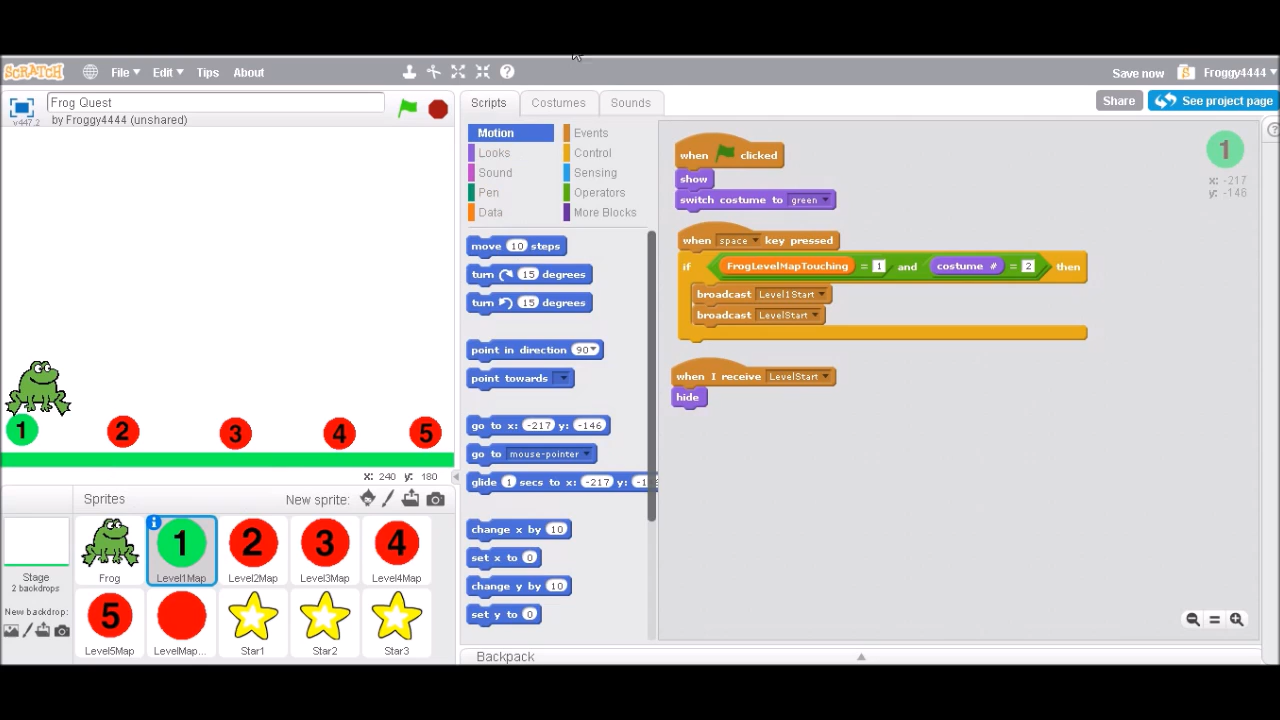 SCRATCH File Edit Tips About Save now Froggy4444
v447.2 Frog Quest
by Froggy4444 (unshared)
Scripts Costumes Sounds Share See project page
Motion Events
Looks Control
Sound Sensing
Pen Operators
Data More Blocks
move 10 steps
turn 15 degrees
turn 15 degrees
point in direction 90
point towards
go to x: -217 y: -146
go to mouse-pointer
glide 1 secs to x: -217 y:
change x by 10
set x to 0
change y by 10
set y to 0
when clicked
show
switch costume to green
when space key pressed
if FrogLevelMapTouching = 1 and costume # = 2 then
broadcast Level1Start
broadcast LevelStart
when I receive LevelStart
hide
1
x: -217
y: -146
1 2 3 4 5
x: 240 y: 180
Sprites New sprite:
Stage
2 backdrops
New backdrop:
1 2 3 4
Frog Level1Map Level2Map Level3Map Level4Map
5
Level5Map LevelMap... Star1 Star2 Star3
Backpack